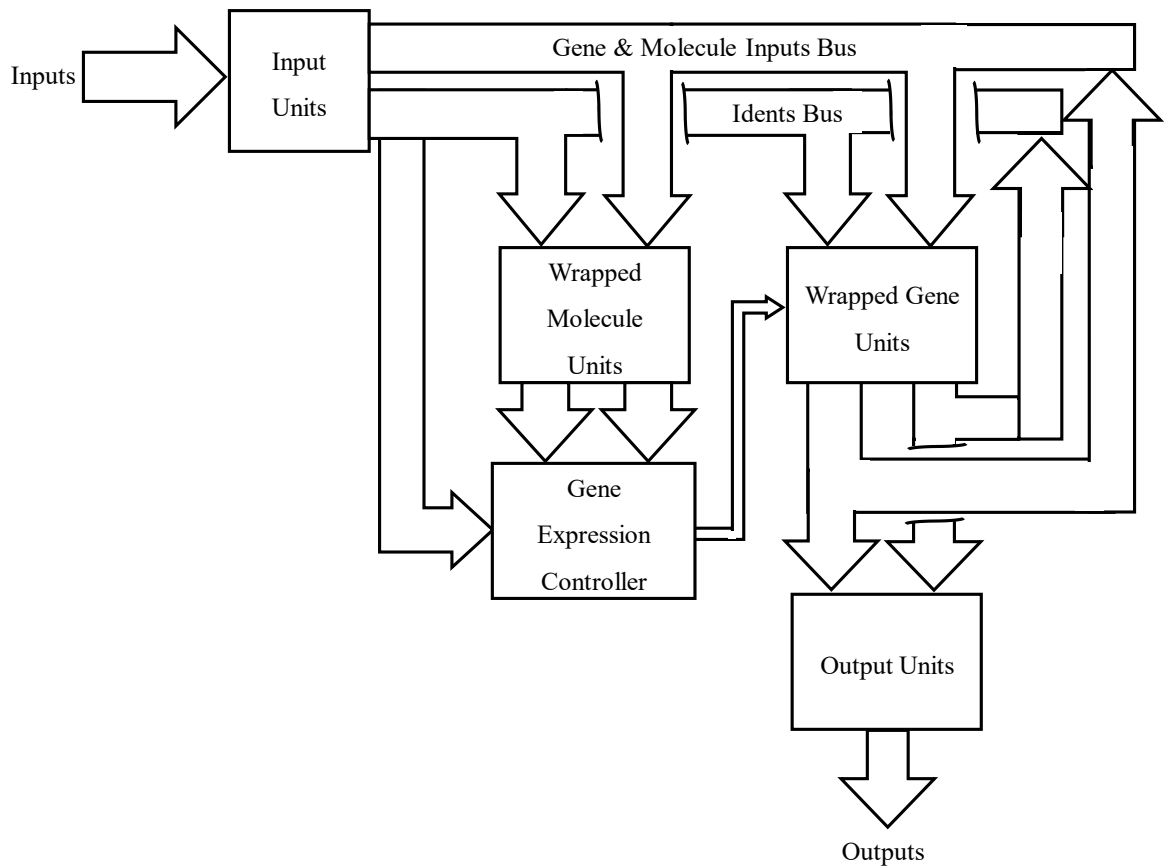 Gene & Molecule Inputs Bus
Inputs
Input
Units
Idents Bus
Wrapped
Molecule
Units
Wrapped Gene
Units
Gene
Expression
Controller
Output Units
Outputs